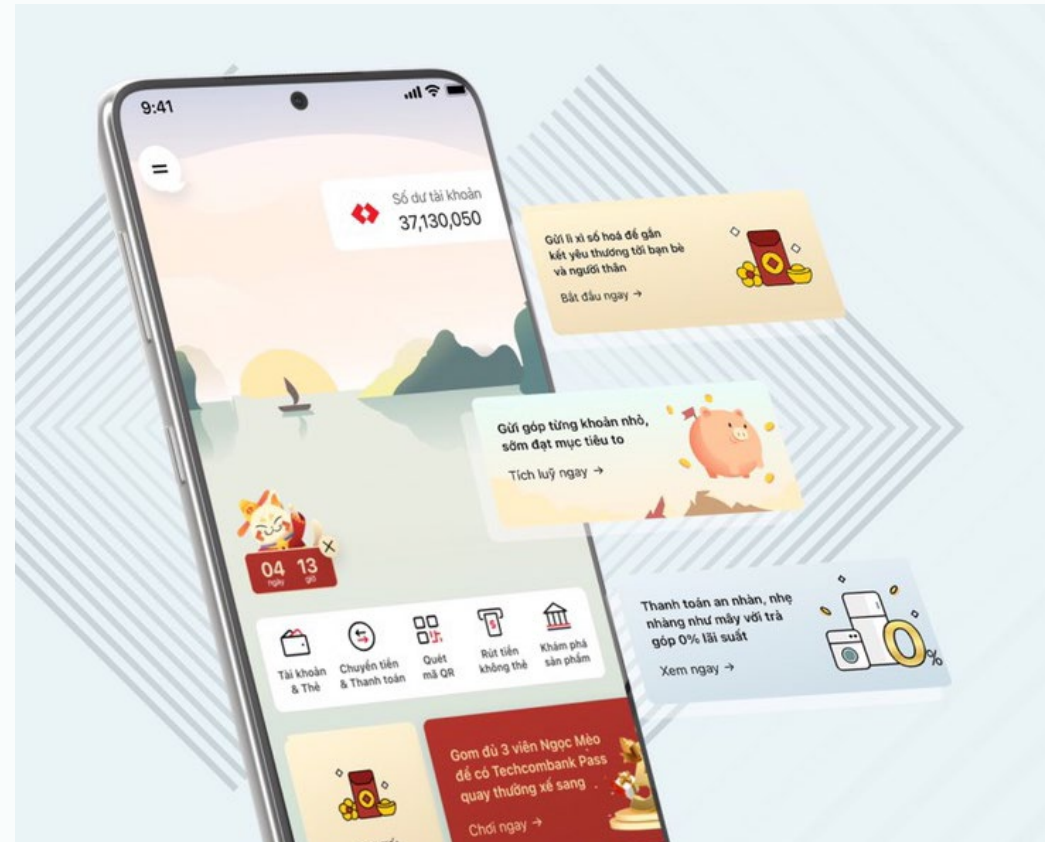 9:41
Số dư tài khoản
37,130,050
Gửi lì xì số hoá để gắn
kết yêu thương tới bạn bè
và người thân
Bắt đầu ngay →
Gửi góp từng khoản nhỏ,
sớm đạt mục tiêu to
Tích luỹ ngay →
04 13
ngày giờ
Thanh toán an nhàn, nhẹ
nhàng như mây với trả
góp 0% lãi suất
Xem ngay →
0%
Tài khoản
& Thẻ
Chuyển tiền
& Thanh toán
Quét
mã QR
Rút tiền
không thẻ
Khám phá
sản phẩm
Gom đủ 3 viên Ngọc Mèo
để có Techcombank Pass
quay thưởng xế sang
Chơi ngay →